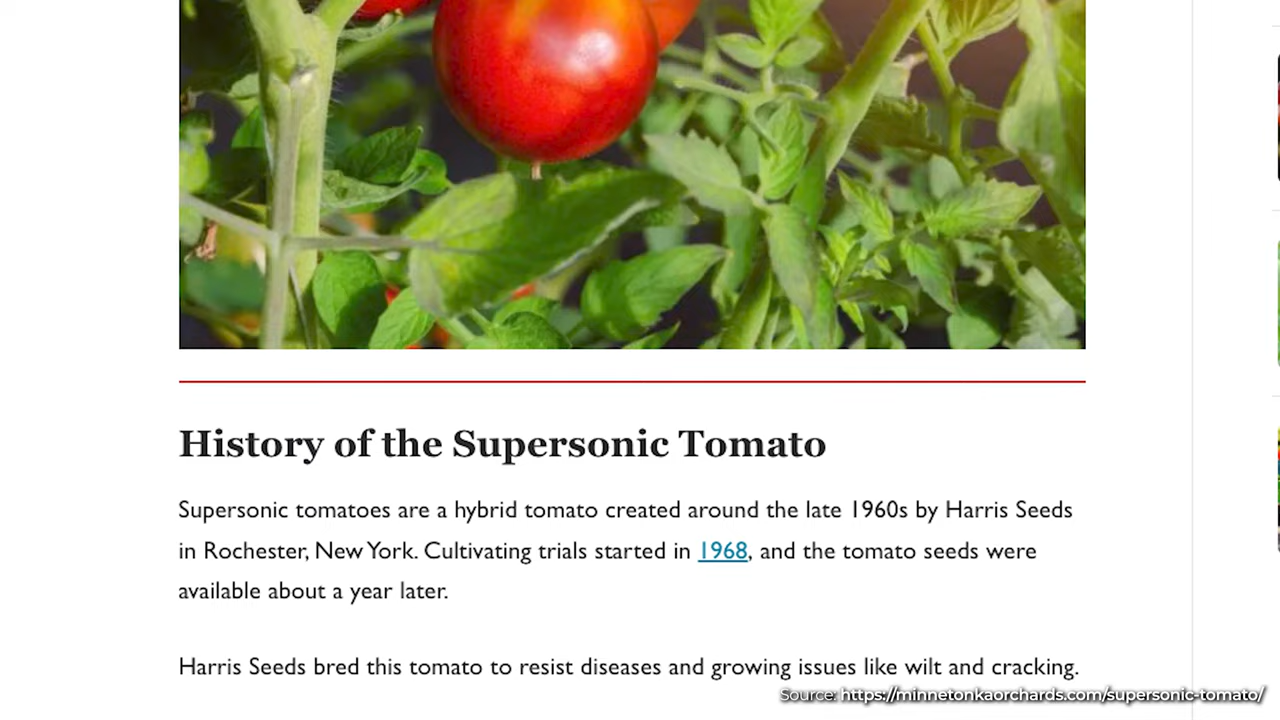 History of the Supersonic Tomato
Supersonic tomatoes are a hybrid tomato created around the late 1960s by Harris Seeds
in Rochester, New York. Cultivating trials started in 1968, and the tomato seeds were
available about a year later.
Harris Seeds bred this tomato to resist diseases and growing issues like wilt and cracking.
Source: https://minnetonkaorchards.com/supersonic-tomato/